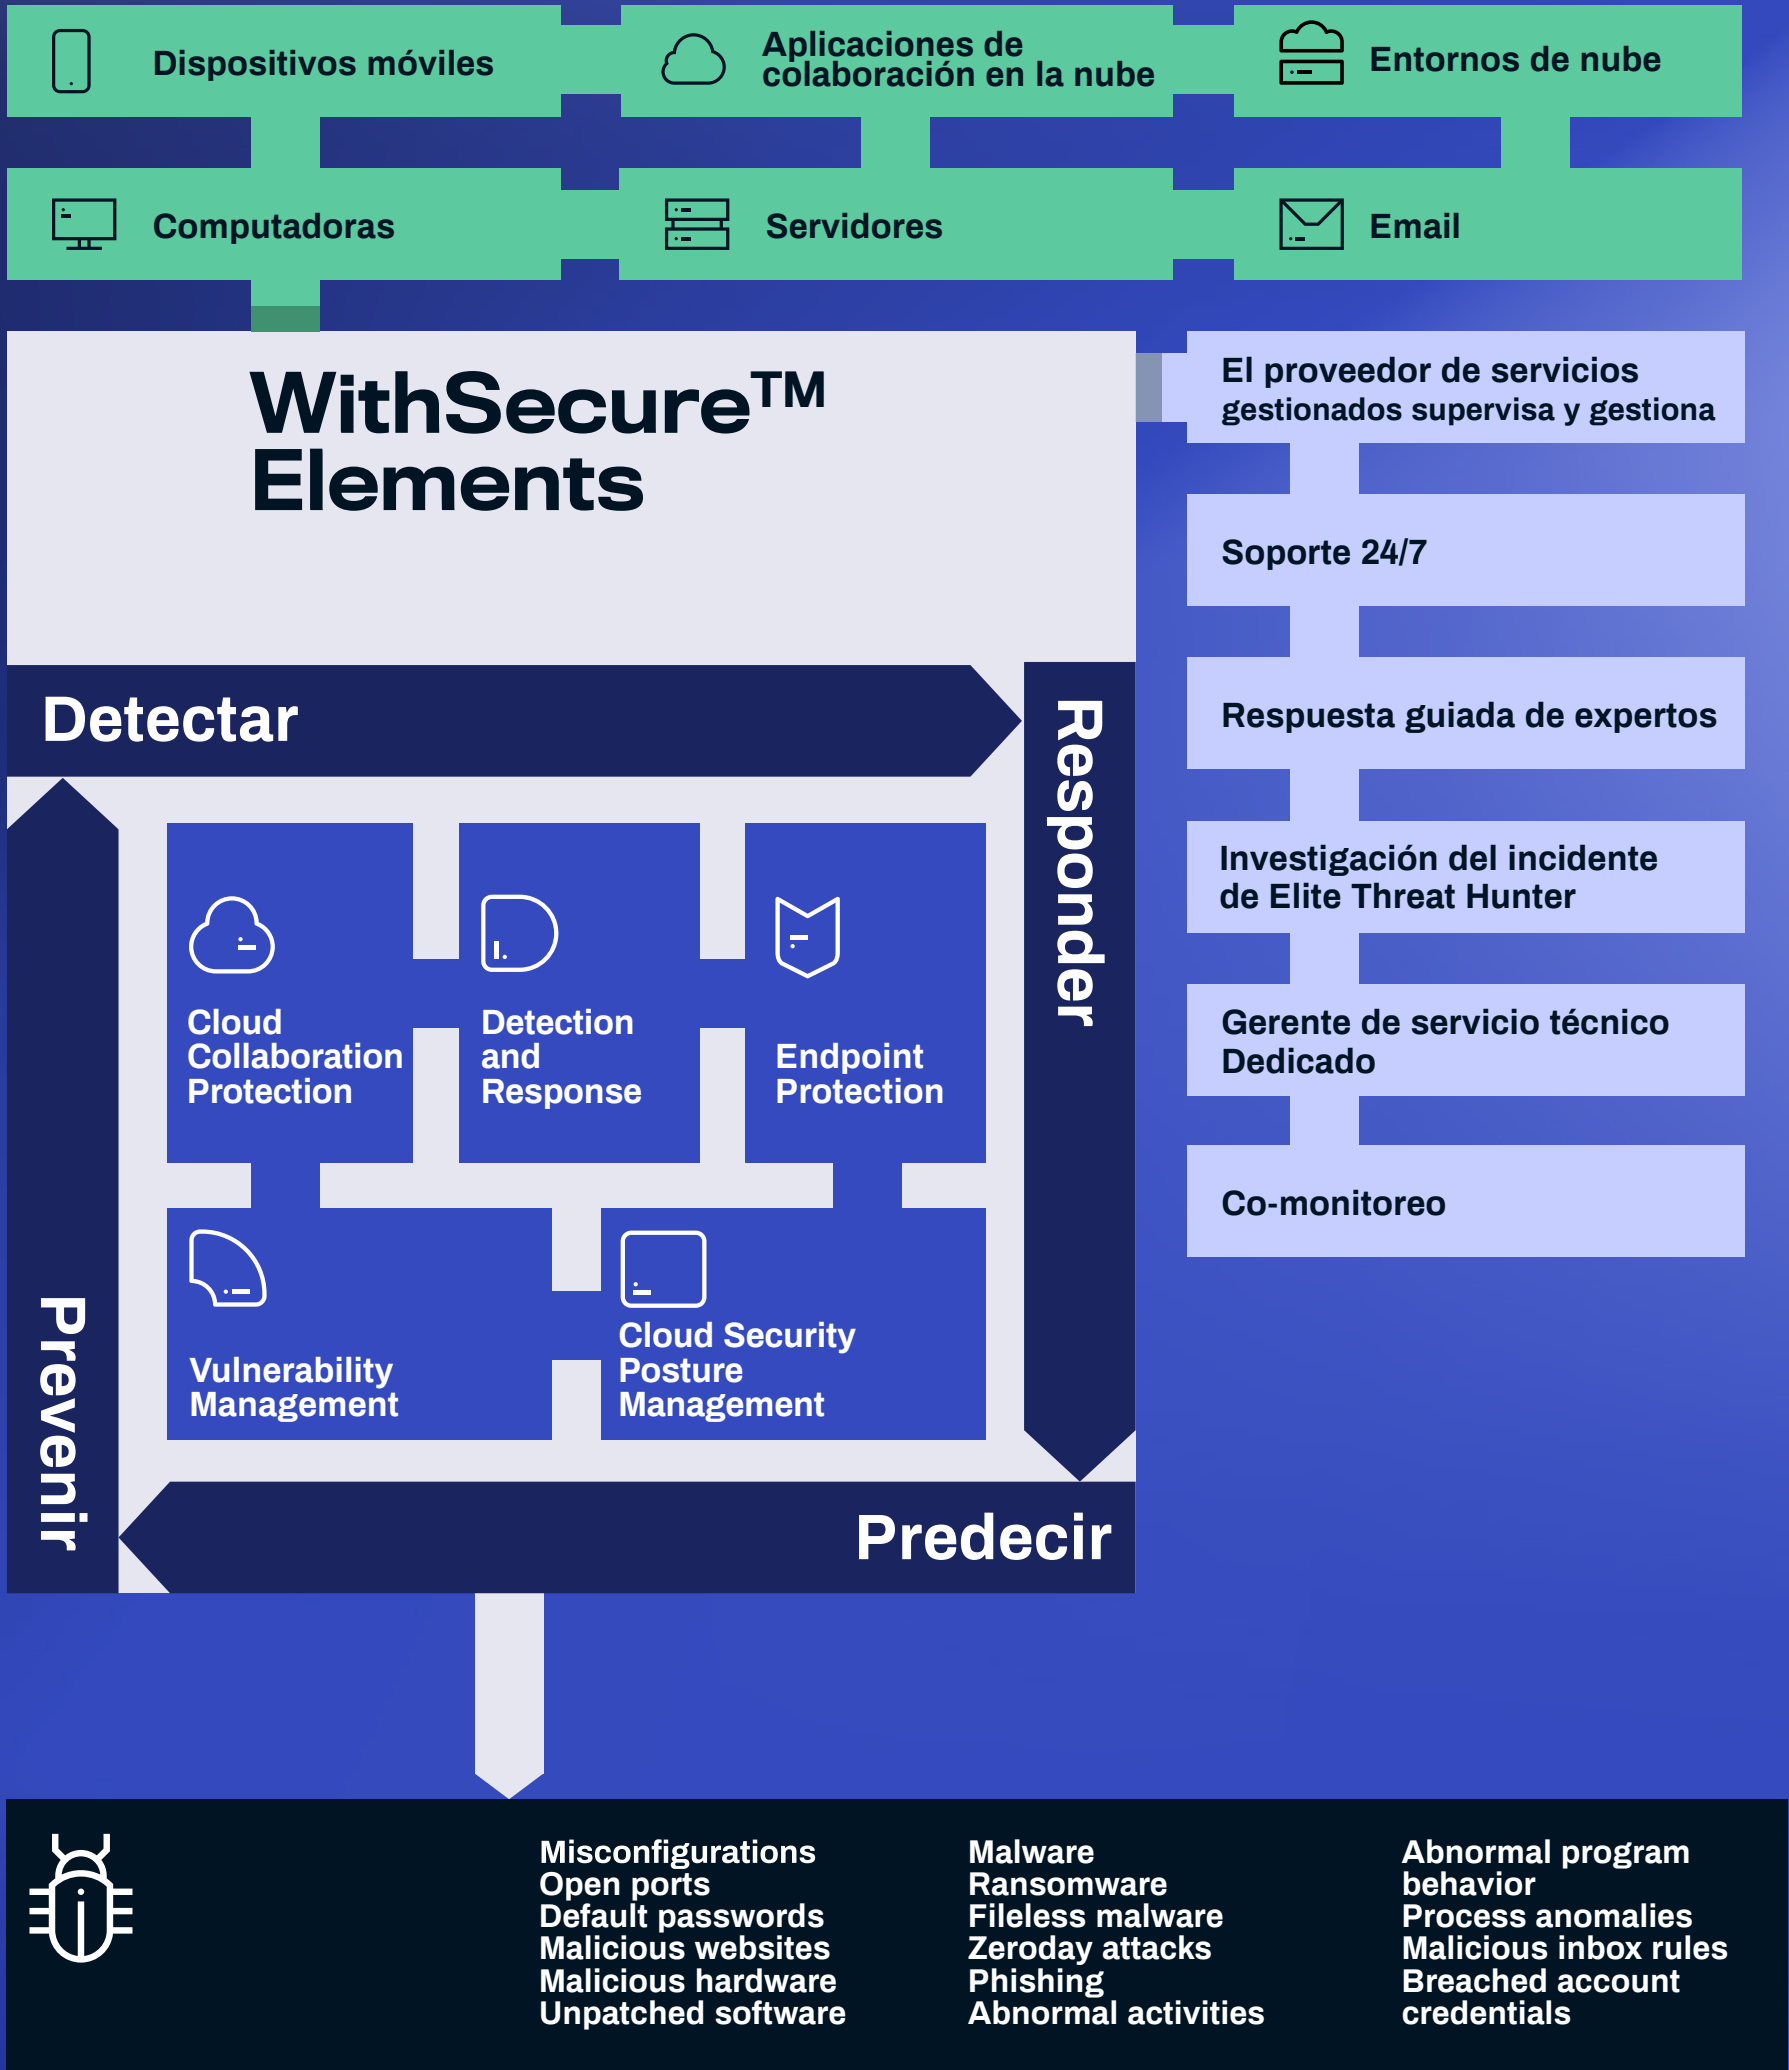 Dispositivos móviles
Aplicaciones de
colaboración en la nube
Entornos de nube
Computadoras
Servidores
Email
WithSecure™
Elements
El proveedor de servicios
gestionados supervisa y gestiona
Soporte 24/7
Respuesta guiada de expertos
Investigación del incidente
de Elite Threat Hunter
Gerente de servicio técnico
Dedicado
Co-monitoreo
Detectar
Responder
Cloud
Collaboration
Protection
Detection
and
Response
Endpoint
Protection
Vulnerability
Management
Cloud Security
Posture
Management
Prevenir
Predecir
Misconfigurations
Open ports
Default passwords
Malicious websites
Malicious hardware
Unpatched software
Malware
Ransomware
Fileless malware
Zeroday attacks
Phishing
Abnormal activities
Abnormal program
behavior
Process anomalies
Malicious inbox rules
Breached account
credentials